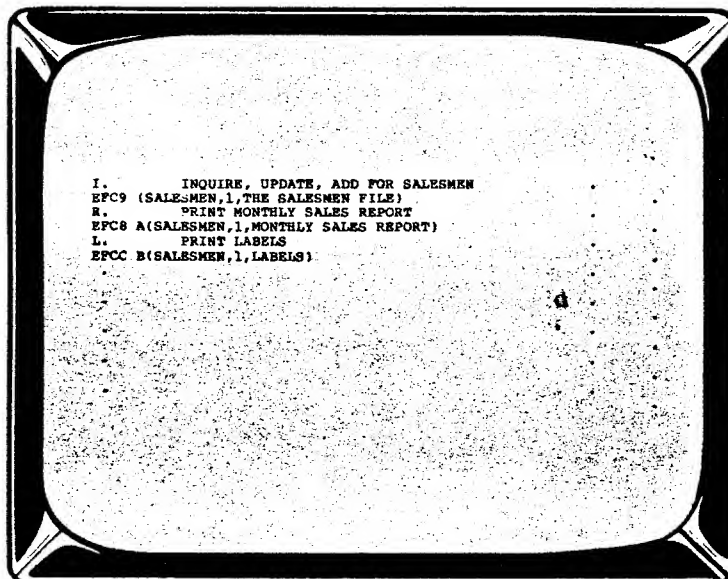 I. INQUIRE, UPDATE, ADD FOR SALESMEN
EFC9 (SALESMEN,1,THE SALESMEN FILE)
R. PRINT MONTHLY SALES REPORT
EFC8 A(SALESMEN,1,MONTHLY SALES REPORT)
L. PRINT LABELS
EFCC B(SALESMEN,1,LABELS)